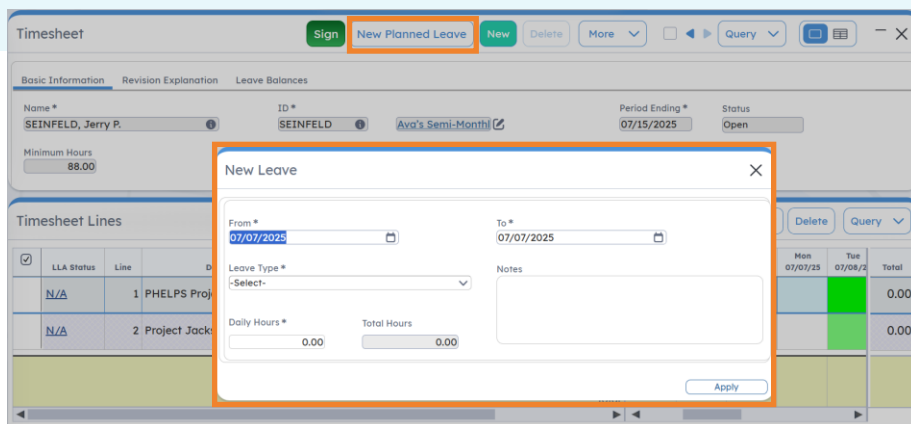 Timesheet
Sign New Planned Leave New Delete More Query
Basic Information Revision Explanation Leave Balances
Name * ID * Period Ending * Status
SEINFELD, Jerry P. SEINFELD Ava's Semi-Monthl 07/15/2025 Open
Minimum Hours
88.00
New Leave
From * To *
07/07/2025 07/07/2025
Leave Type * Notes
-Select-
Daily Hours * Total Hours
0.00 0.00
Apply
Timesheet Lines Delete Query
LLA Status Line Mon Tue Total
07/07/25 07/08/2
N/A 1 PHELPS Proj 0.00
N/A 2 Project Jack 0.00